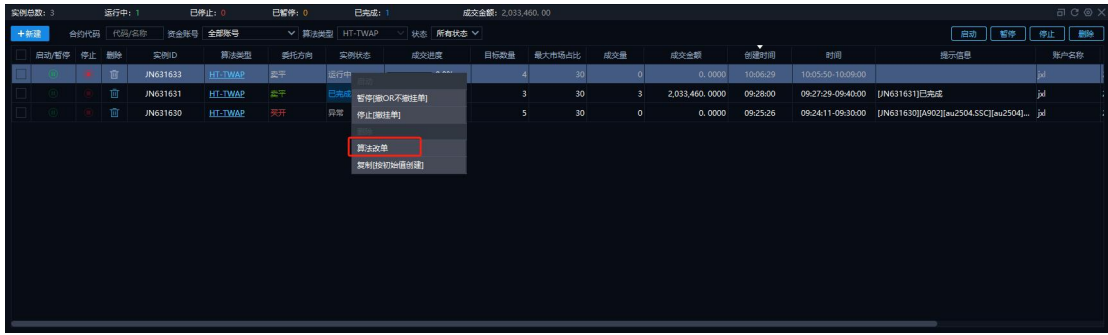 实例总数: 3 运行中: 1 已停止: 0 已暂停: 0 已完成: 1 成交金额: 2,033,460.00
+新建 合约代码 代码/名称 资金账号 全部账号 算法类型 HT-TWAP 状态 所有状态 启动 暂停 停止 删除
启动/暂停 停止 删除 实例ID 算法类型 委托方向 实例状态 成交进度 目标数量 最大市场占比 成交量 成交金额 创建时间 时间 提示信息 账户名称
JN631633 HT-TWAP 卖平 运行中 4 30 0 0.0000 10:06:29 10:05:50-10:09:00 jxl
JN631631 HT-TWAP 卖平 已完成 3 30 3 2,033,460.0000 09:28:00 09:27:29-09:40:00 [JN631631]已完成 jxl
JN631630 HT-TWAP 买开 异常 5 30 0 0.0000 09:25:26 09:24:11-09:30:00 [JN631630][A902][au2504.SSC][au2504]... jxl
启动
暂停[撤OR不撤挂单]
停止[撤挂单]
删除
算法改单
复制[按初始值创建]